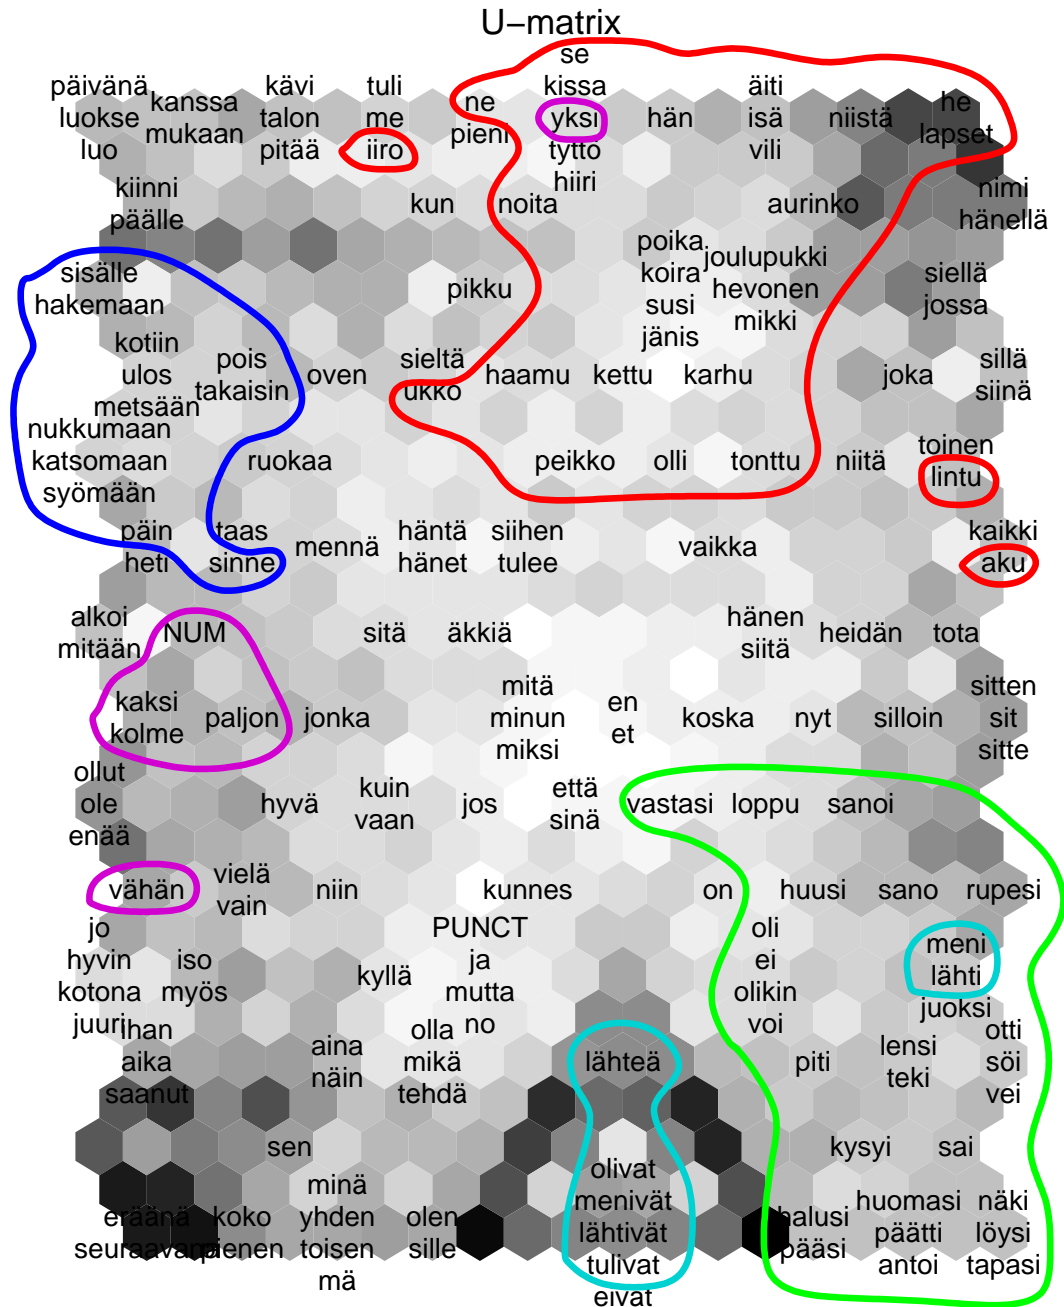 U−matrix
se
päivänä kävi tuli kissa äiti
kanssa ne he
luokse talon me yksi hän isä niistä
mukaan pieni lapset
luo pitää iiro tyttö vili
hiiri
kiinni nimi
kun noita aurinko
päälle hänellä
poika
joulupukki
sisälle koira siellä
pikku hevonen
hakemaan susi jossa
mikki
jänis
kotiin
pois sieltä sillä
ulos oven haamu kettu karhu joka
takaisin ukko siinä
metsään
nukkumaan
toinen
katsomaan ruokaa peikko olli tonttu niitä
lintu
syömään
päin taas häntä siihen kaikki
mennä vaikka
heti sinne hänet tulee aku
alkoi hänen
NUM sitä äkkiä heidän tota
mitään siitä
mitä sitten
kaksi en
paljon jonka minun koska nyt silloin sit
kolme et
miksi sitte
ollut
kuin että
ole hyvä jos vastasi loppu sanoi
vaan sinä
enää
vielä
vähän niin kunnes on huusi sano rupesi
vain
jo PUNCT oli
meni
hyvin iso ja ei
kyllä lähti
kotona myös mutta olikin
juoksi
juuri no voi
ihan olla otti
aina lensi
aika mikä lähteä piti söi
näin teki
saanut tehdä vei
sen kysyi sai
olivat
minä
menivät huomasi näki
eräänä koko yhden olen halusi
lähtivät päätti löysi
pienen toisen sille pääsi
tulivat antoi tapasi
mä
eivät